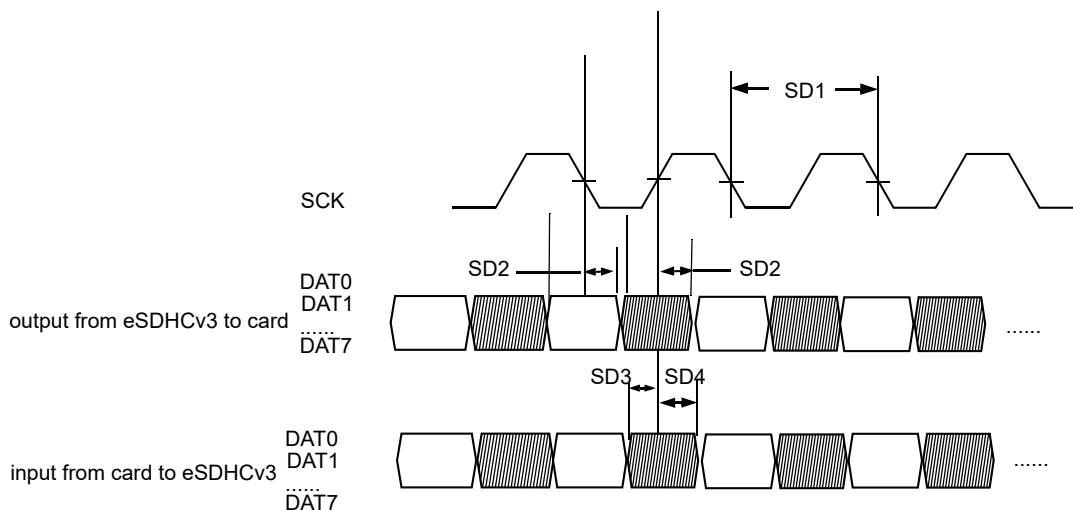 SD1
SCK
SD2
SD2
DAT0
DAT1
output from eSDHCv3 to card
......
......
DAT7
SD3
SD4
DAT0
DAT1
input from card to eSDHCv3
......
......
DAT7